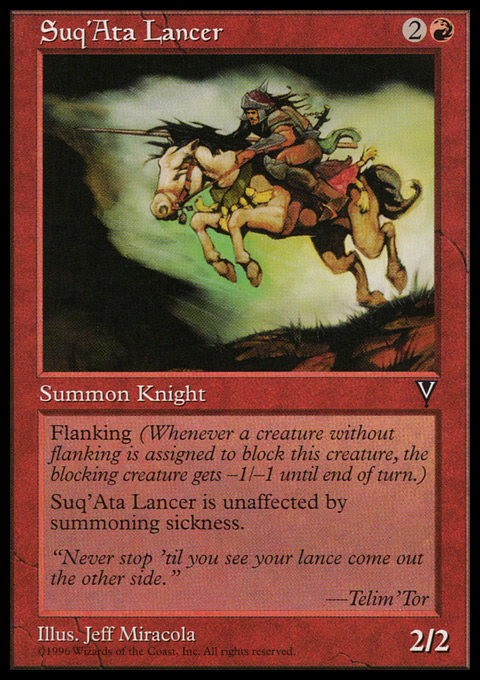 Suq'Ata Lancer 2
Summon Knight V
Flanking (Whenever a creature without
flanking is assigned to block this creature, the
blocking creature gets –1/–1 until end of turn.)
Suq'Ata Lancer is unaffected by
summoning sickness.
“Never stop ’til you see your lance come out
the other side.”
—Telim’Tor
Illus. Jeff Miracola
©1996 Wizards of the Coast, Inc. All rights reserved.
2/2